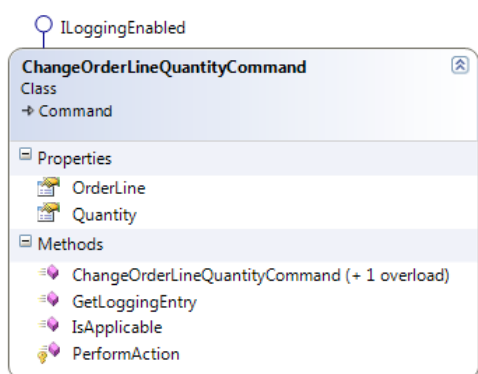 ILoggingEnabled
ChangeOrderLineQuantityCommand
Class
Command
Properties
OrderLine
Quantity
Methods
ChangeOrderLineQuantityCommand (+ 1 overload)
GetLoggingEntry
IsApplicable
PerformAction